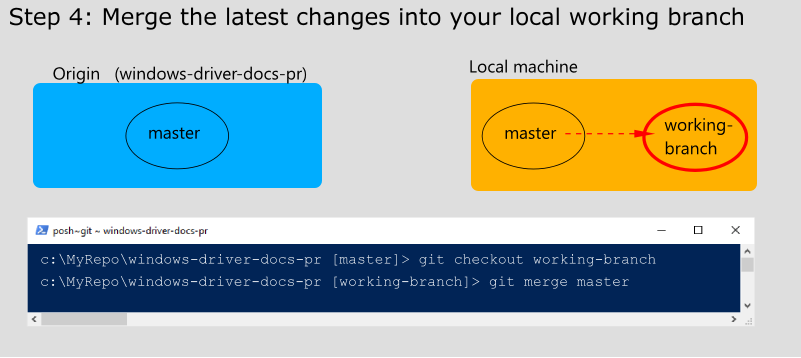 Step 4: Merge the latest changes into your local working branch
Origin (windows-driver-docs-pr)
Local machine
master
master
working-
branch
posh~git ~ windows-driver-docs-pr
c:\MyRepo\windows-driver-docs-pr [master]> git checkout working-branch
c:\MyRepo\windows-driver-docs-pr [working-branch]> git merge master